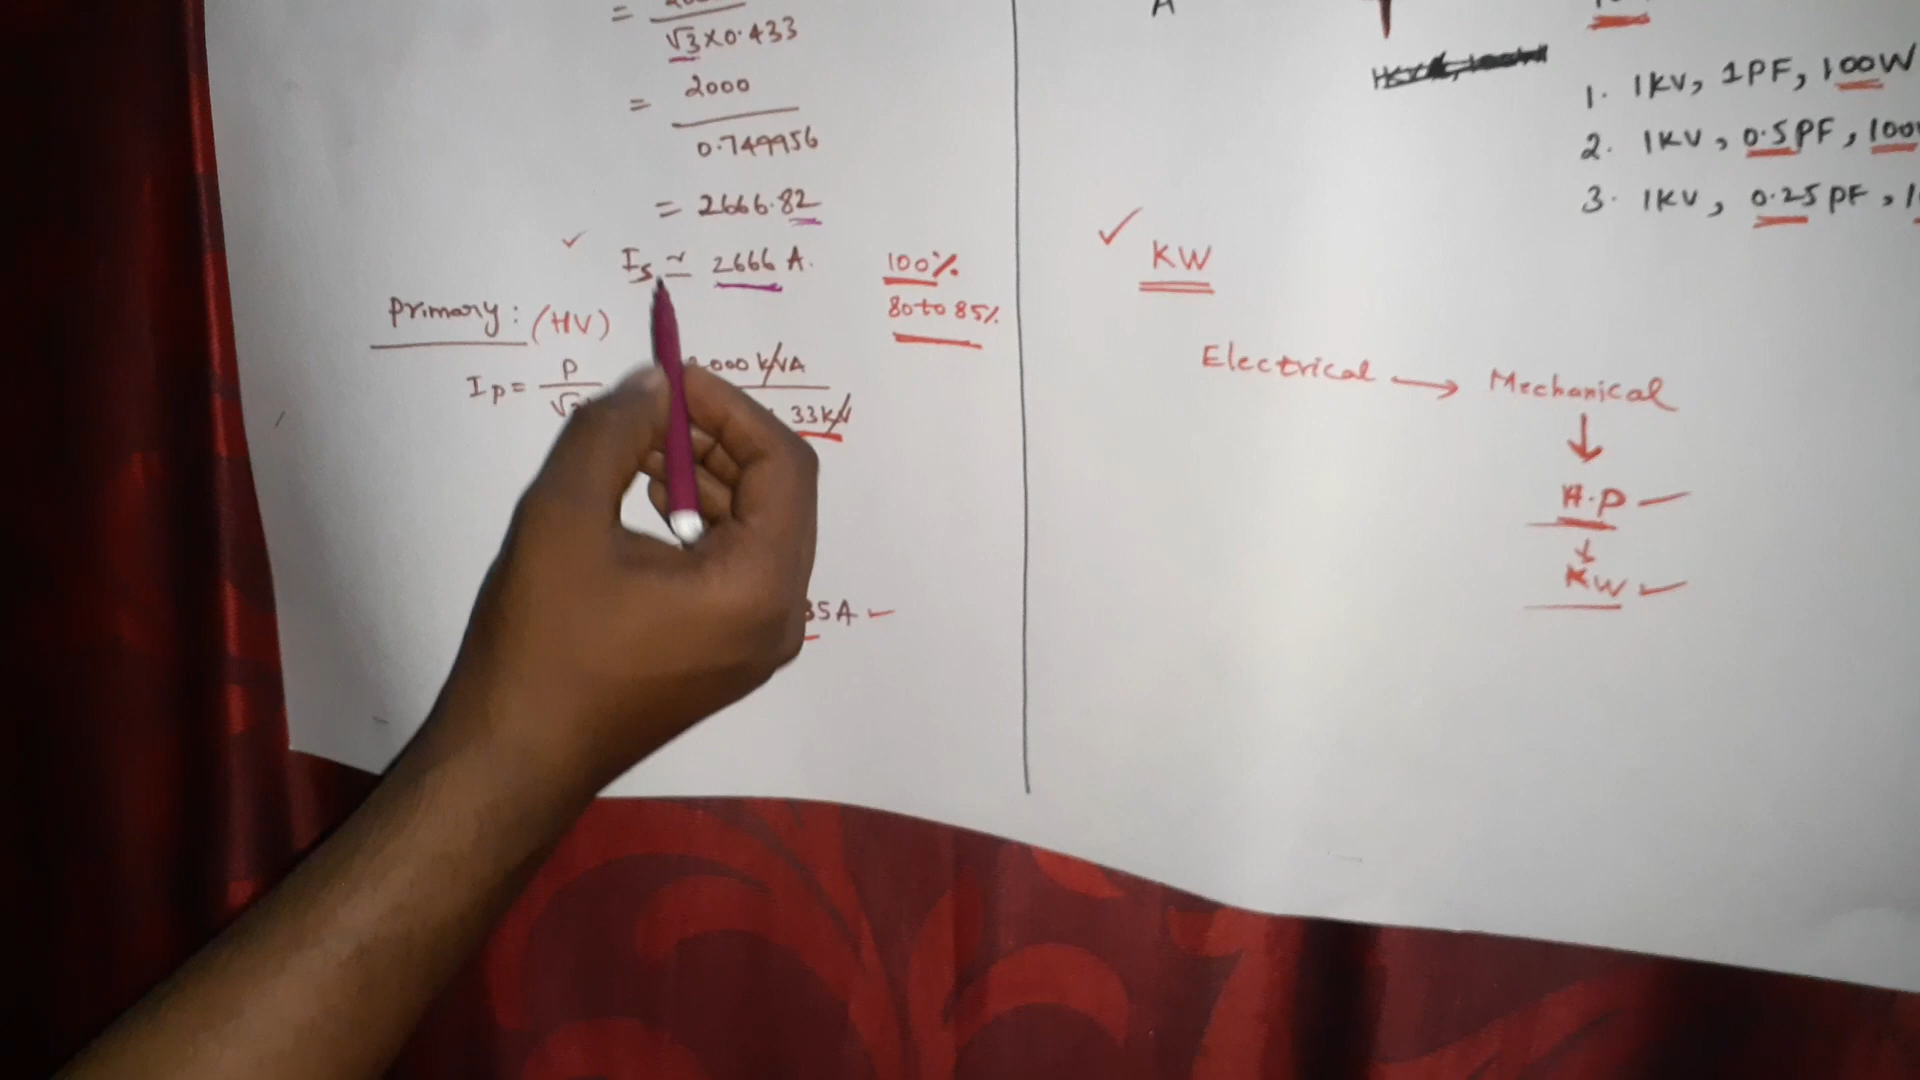 =
√3×0.433
= 2000
0.749956
= 2666.82
Is ≃ 2666 A.
100%
80 to 85%
Primary: (HV)
Ip = P
000 kVA
33kV
35A
A
1. 1KV, 1PF, 100W
2. 1KV, 0.5PF, 100
3. 1KV, 0.25PF, 1
KW
Electrical → Mechanical
↓
H.P
↓
KW